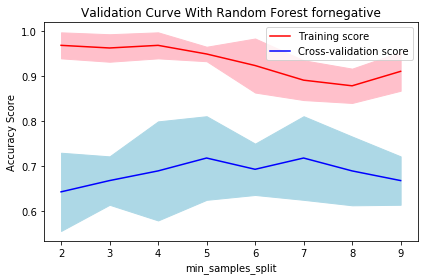 Validation Curve With Random Forest fornegative
Training score
Cross-validation score
Accuracy Score
1.0
0.9
0.8
0.7
0.6
2 3 4 5 6 7 8 9
min_samples_split